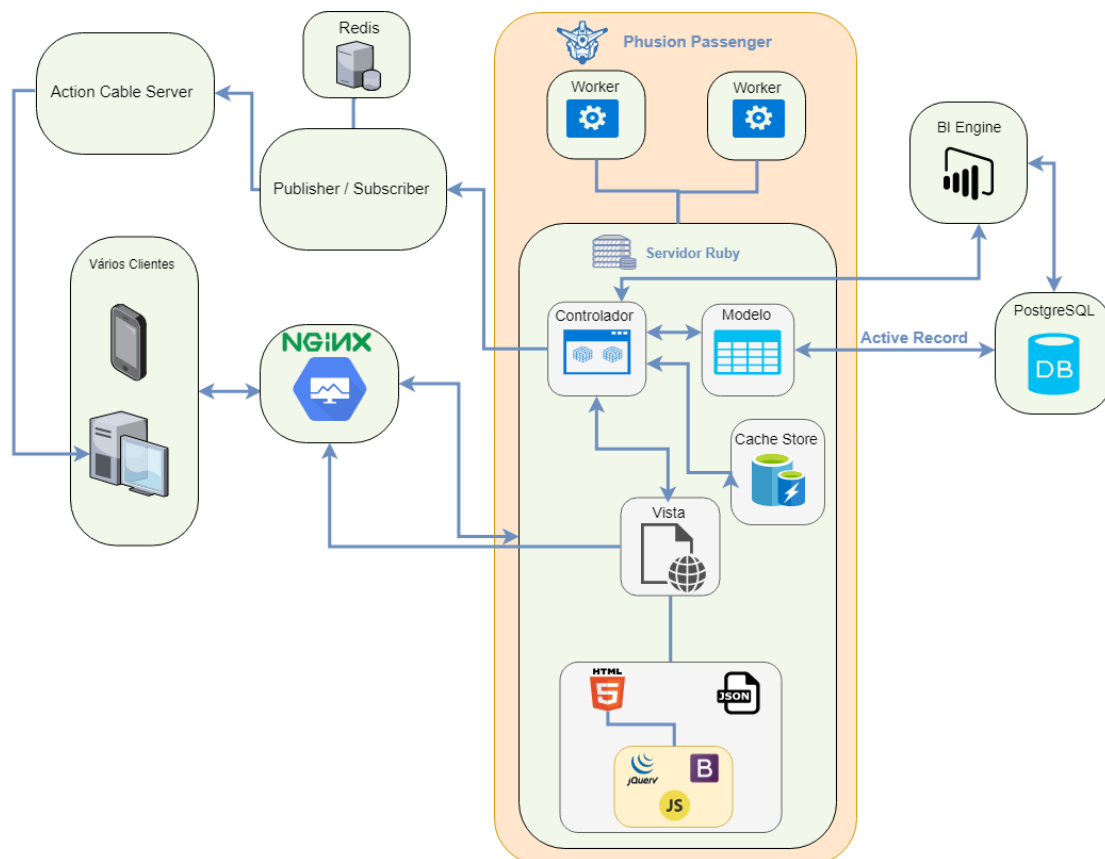 Redis
Phusion Passenger
Action Cable Server
Worker
Worker
BI Engine
Publisher / Subscriber
Servidor Ruby
Vários Clientes
Controlador
Modelo
PostgreSQL
NGINX
Active Record
DB
Cache Store
Vista
HTML
5
JSON
jQuery
B
JS